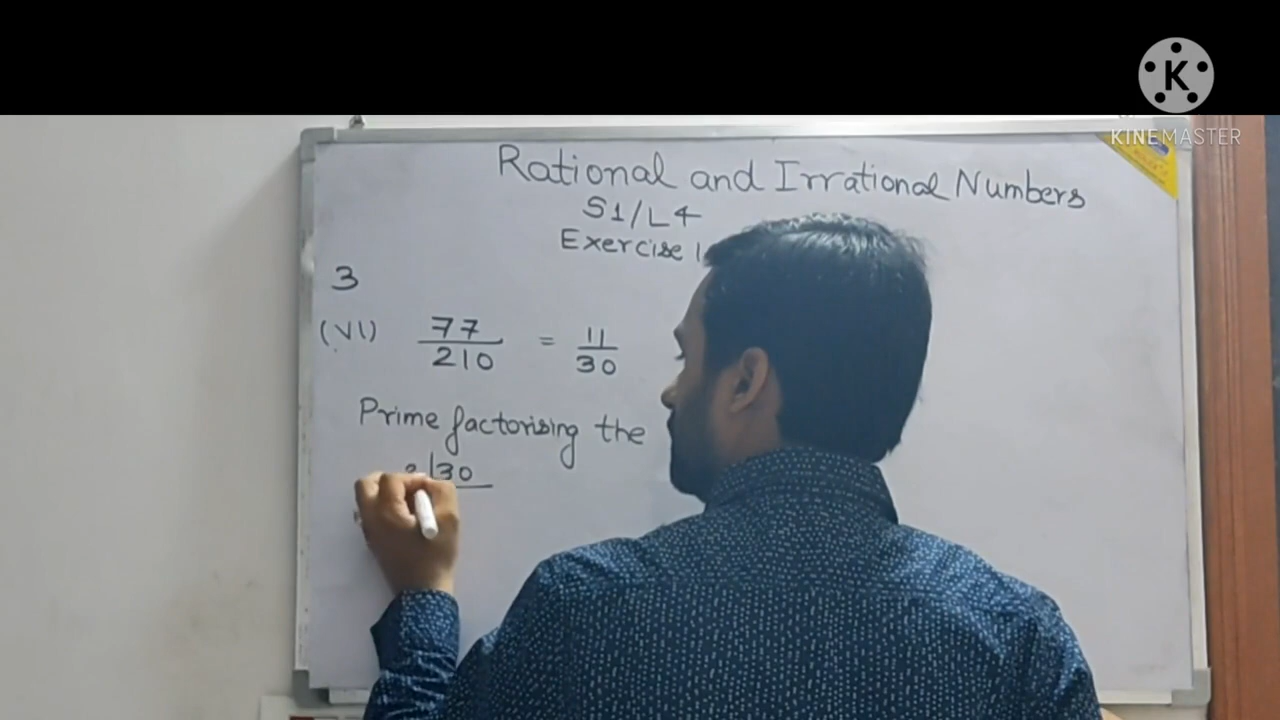 K
KINEMASTER
Rational and Irrational Numbers
S1/L4
Exercise 1
3
(VI) 77/210 = 11/30
Prime factorising the
2 | 30